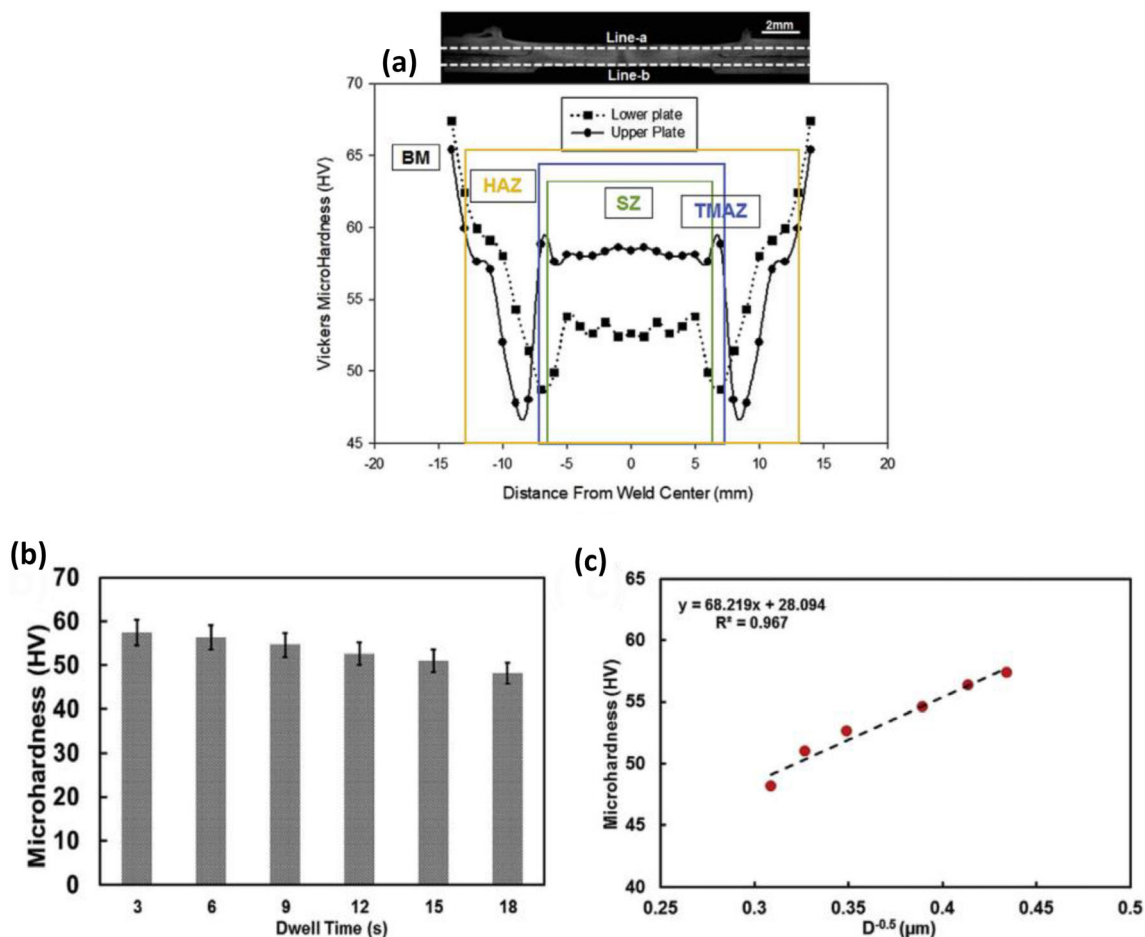 2mm
Line-a
(a)
Line-b
70
65
60
55
50
45
Vickers MicroHardness (HV)
Lower plate
Upper Plate
BM
HAZ
SZ
TMAZ
-20 -15 -10 -5 0 5 10 15 20
Distance From Weld Center (mm)
(b)
70
60
50
40
30
20
10
0
Microhardness (HV)
3 6 9 12 15 18
Dwell Time (s)
(c)
65
60
55
50
45
40
Microhardness (HV)
y = 68.219x + 28.094
R² = 0.967
0.25 0.3 0.35 0.4 0.45 0.5
D⁻⁰·⁵ (μm)